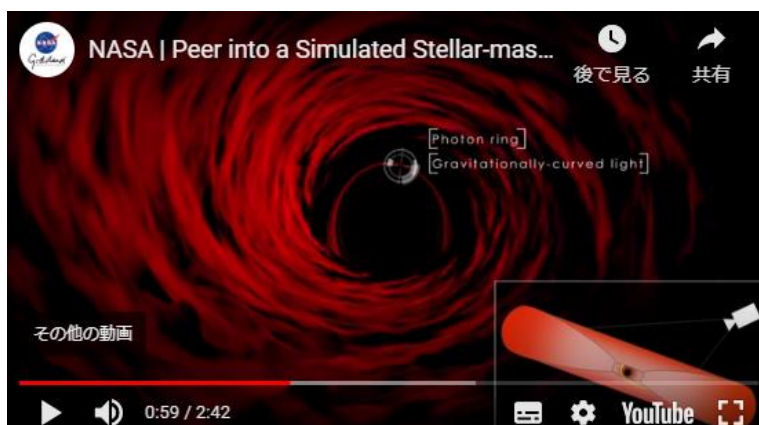 NASA | Peer into a Simulated Stellar-mas...
後で見る
共有
[Photon ring]
[Gravitationally-curved light]
その他の動画
0:59 / 2:42
YouTube